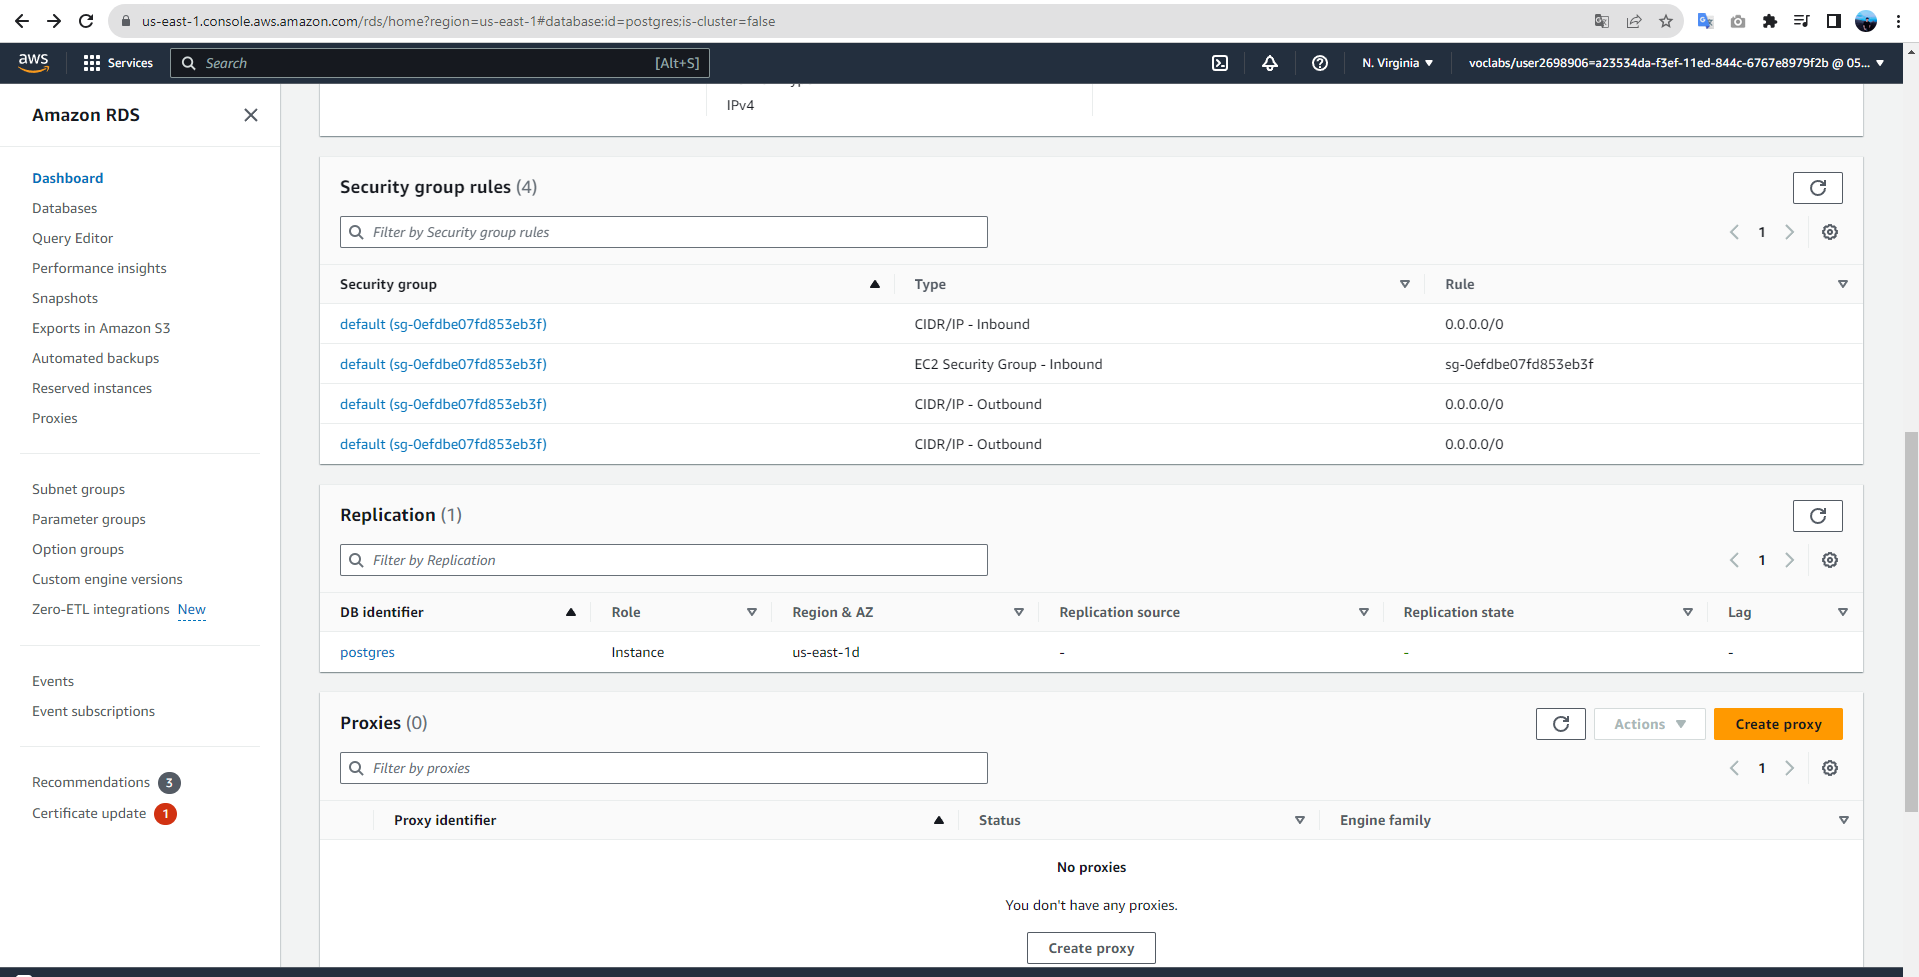 us-east-1.console.aws.amazon.com/rds/home?region=us-east-1#database:id=postgres;is-cluster=false
aws
Services
Search
[Alt+S]
N. Virginia
voclabs/user2698906=a23534da-f3ef-11ed-844c-6767e8979f2b @ 05...
Amazon RDS
Dashboard
Databases
Query Editor
Performance insights
Snapshots
Exports in Amazon S3
Automated backups
Reserved instances
Proxies
Subnet groups
Parameter groups
Option groups
Custom engine versions
Zero-ETL integrations New
Events
Event subscriptions
Recommendations 3
Certificate update 1
IPv4
Security group rules (4)
Filter by Security group rules
1
Security group Type Rule
default (sg-0efdbe07fd853eb3f) CIDR/IP - Inbound 0.0.0.0/0
default (sg-0efdbe07fd853eb3f) EC2 Security Group - Inbound sg-0efdbe07fd853eb3f
default (sg-0efdbe07fd853eb3f) CIDR/IP - Outbound 0.0.0.0/0
default (sg-0efdbe07fd853eb3f) CIDR/IP - Outbound 0.0.0.0/0
Replication (1)
Filter by Replication
1
DB identifier Role Region & AZ Replication source Replication state Lag
postgres Instance us-east-1d - - -
Proxies (0)
Actions
Create proxy
Filter by proxies
1
Proxy identifier Status Engine family
No proxies
You don't have any proxies.
Create proxy